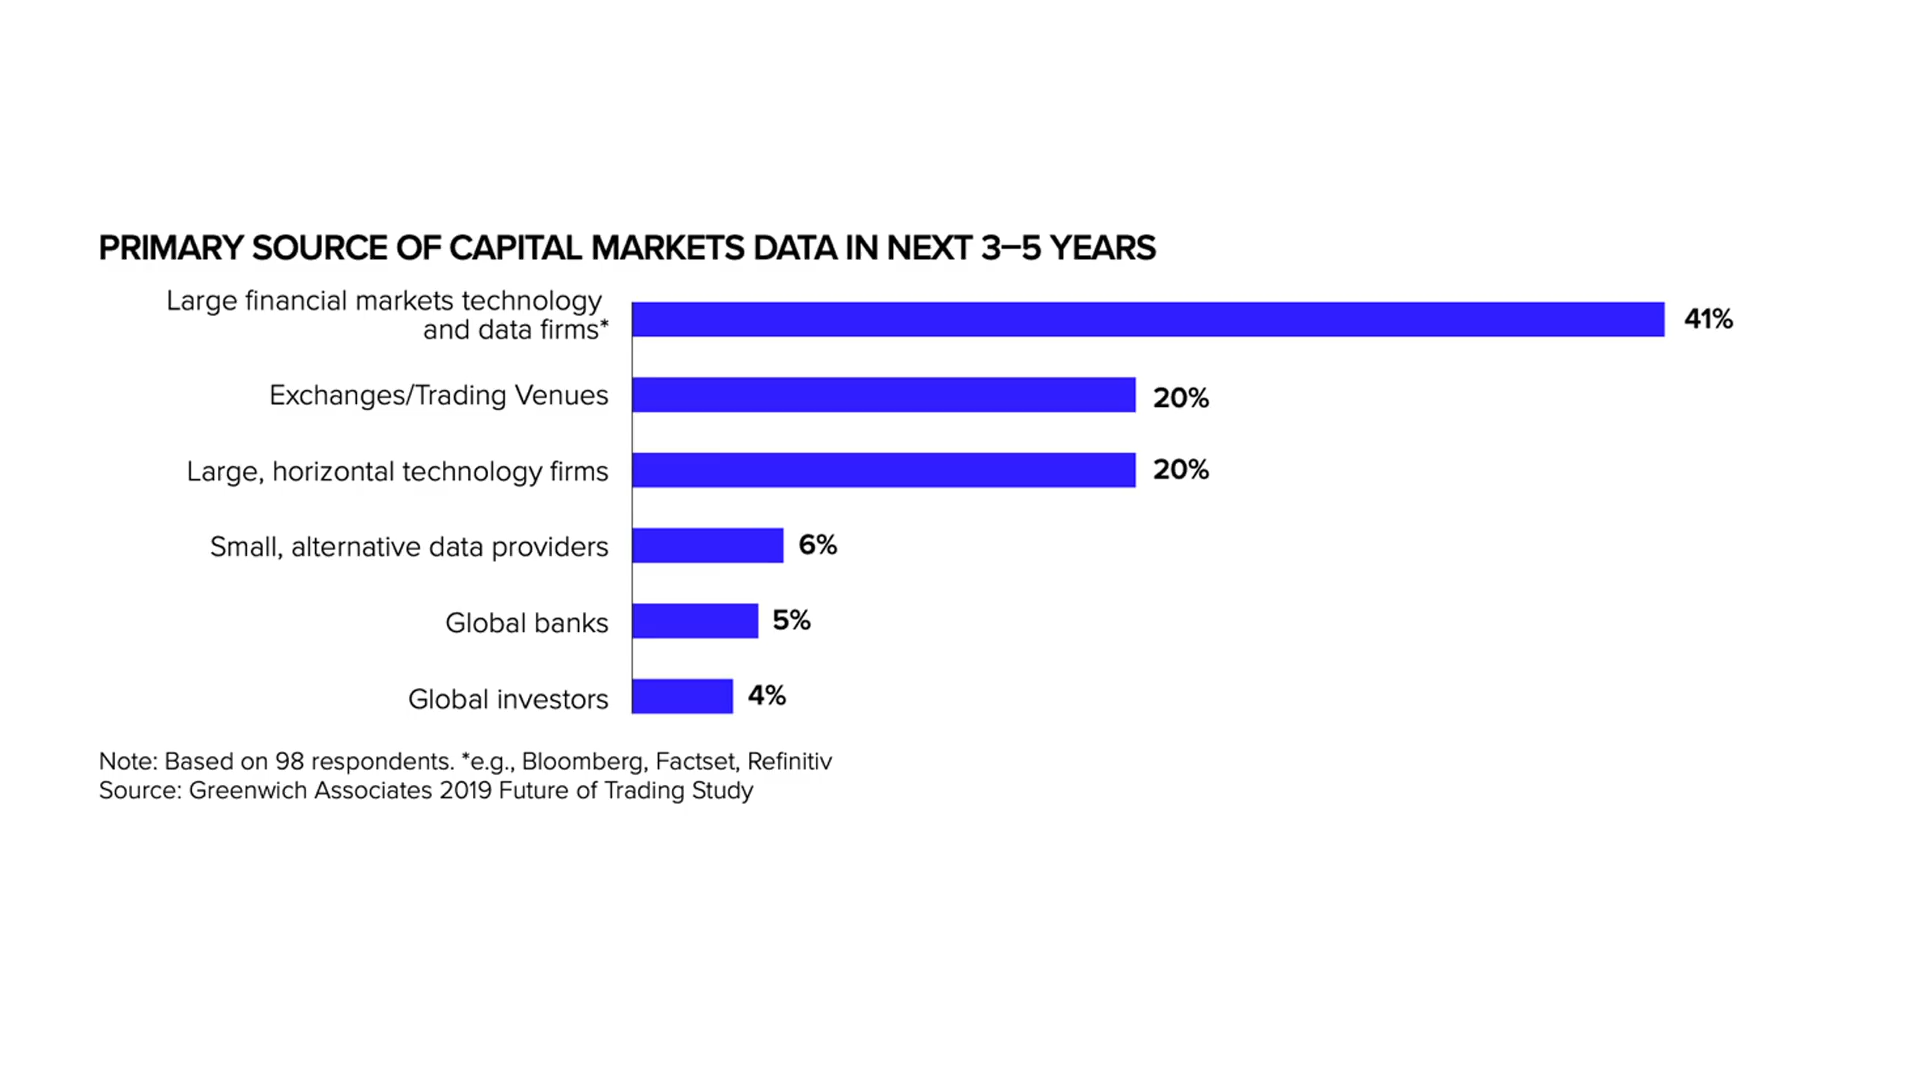 PRIMARY SOURCE OF CAPITAL MARKETS DATA IN NEXT 3–5 YEARS
Large financial markets technology
and data firms*
41%
Exchanges/Trading Venues
20%
Large, horizontal technology firms
20%
Small, alternative data providers
6%
Global banks
5%
Global investors
4%
Note: Based on 98 respondents. *e.g., Bloomberg, Factset, Refinitiv
Source: Greenwich Associates 2019 Future of Trading Study